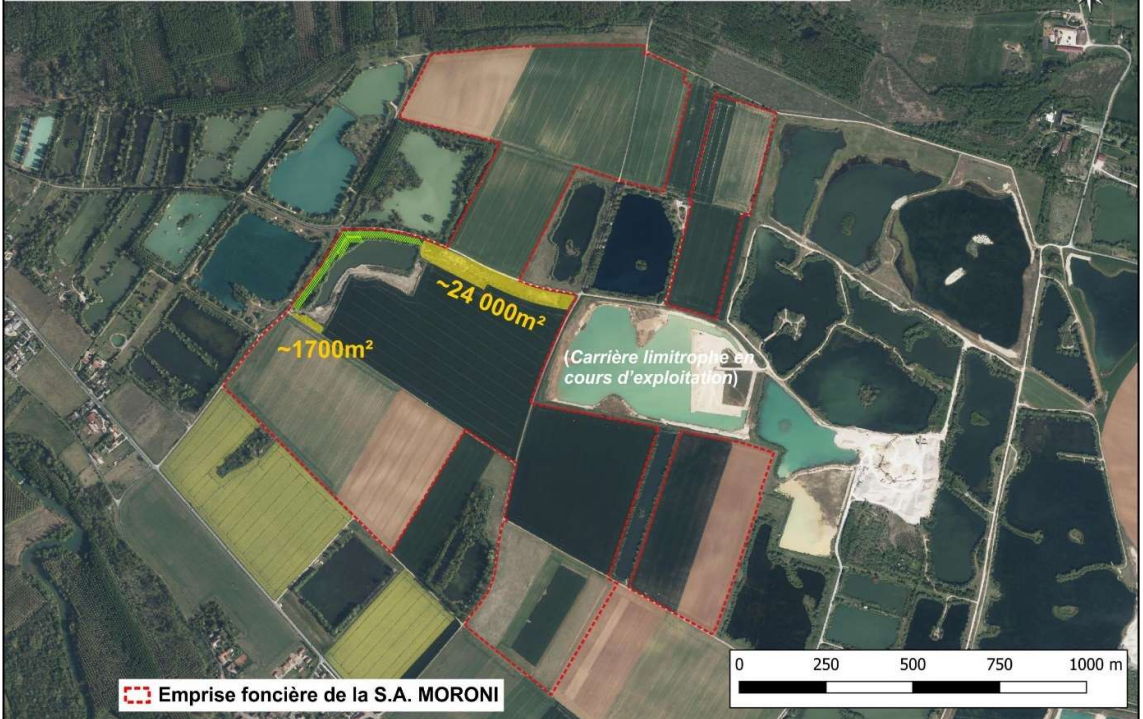 ~24 000m²
~1700m²
(Carrière limitrophe en
cours d'exploitation)
Emprise foncière de la S.A. MORONI
0 250 500 750 1000 m